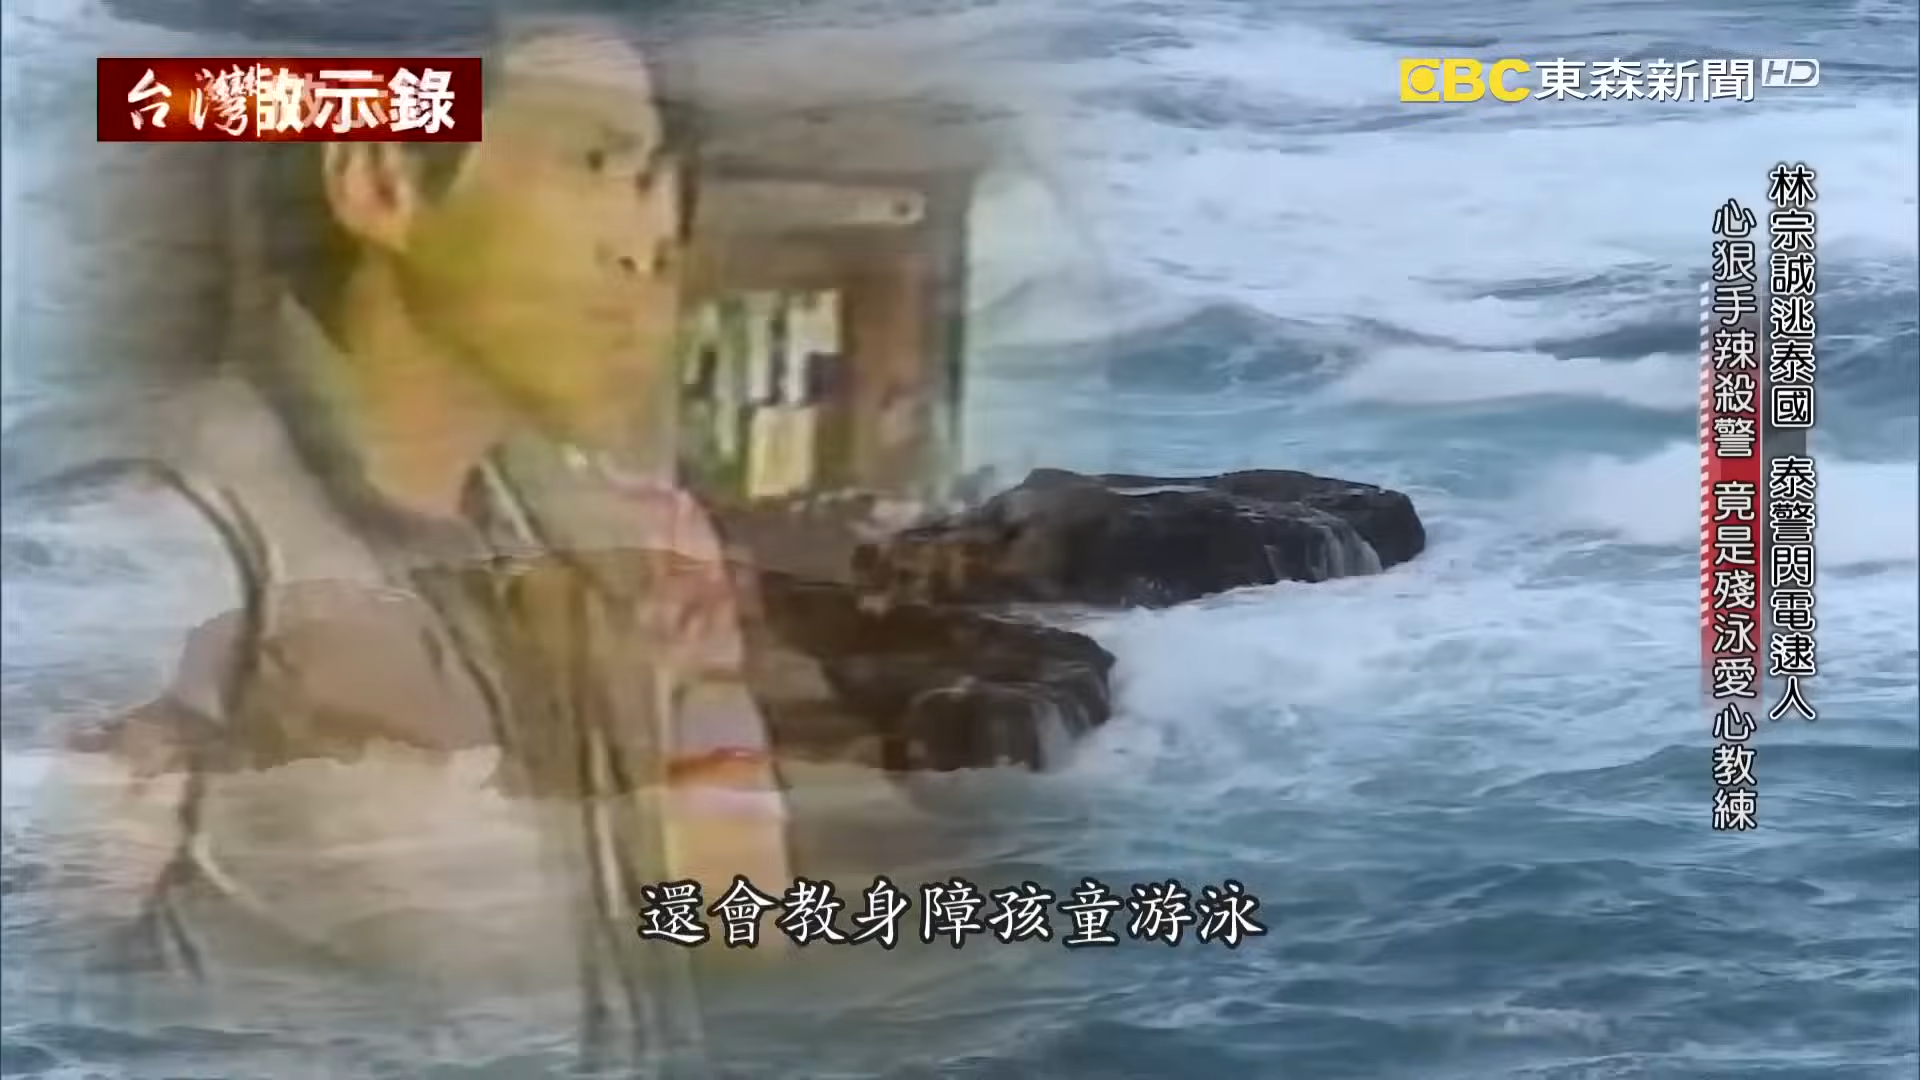 台灣啟示錄
EBC東森新聞HD
林宗誠逃泰國 泰警閃電逮人
心狠手辣殺警 竟是殘泳愛心教練
還會教身障孩童游泳